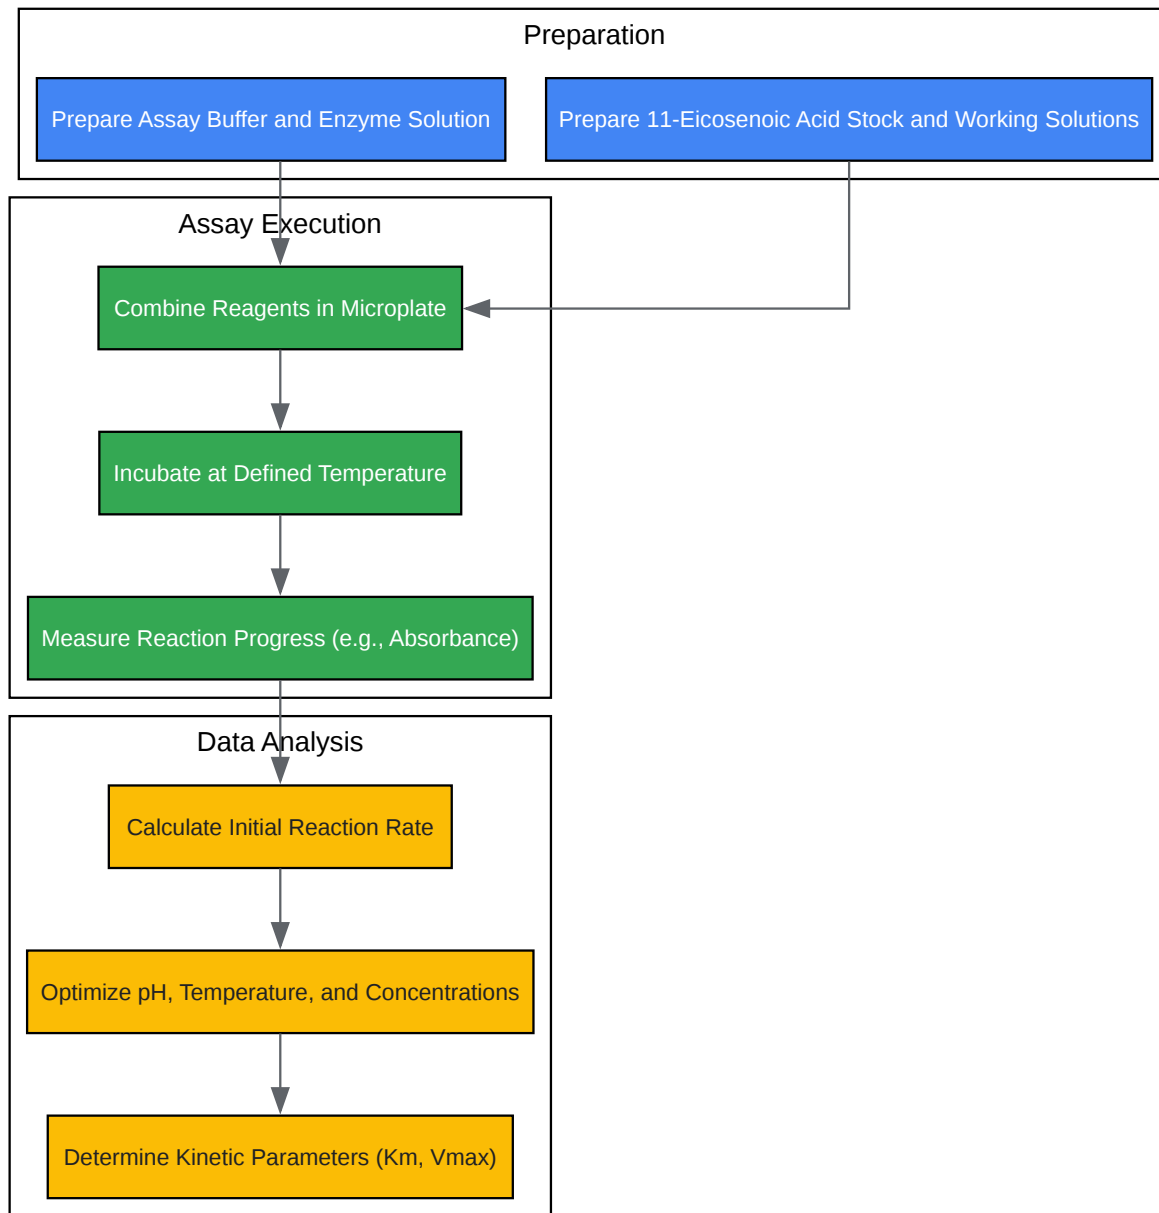 Preparation
Prepare Assay Buffer and Enzyme Solution
Prepare 11-Eicosenoic Acid Stock and Working Solutions
Assay Execution
Combine Reagents in Microplate
Incubate at Defined Temperature
Measure Reaction Progress (e.g., Absorbance)
Data Analysis
Calculate Initial Reaction Rate
Optimize pH, Temperature, and Concentrations
Determine Kinetic Parameters (Km, Vmax)